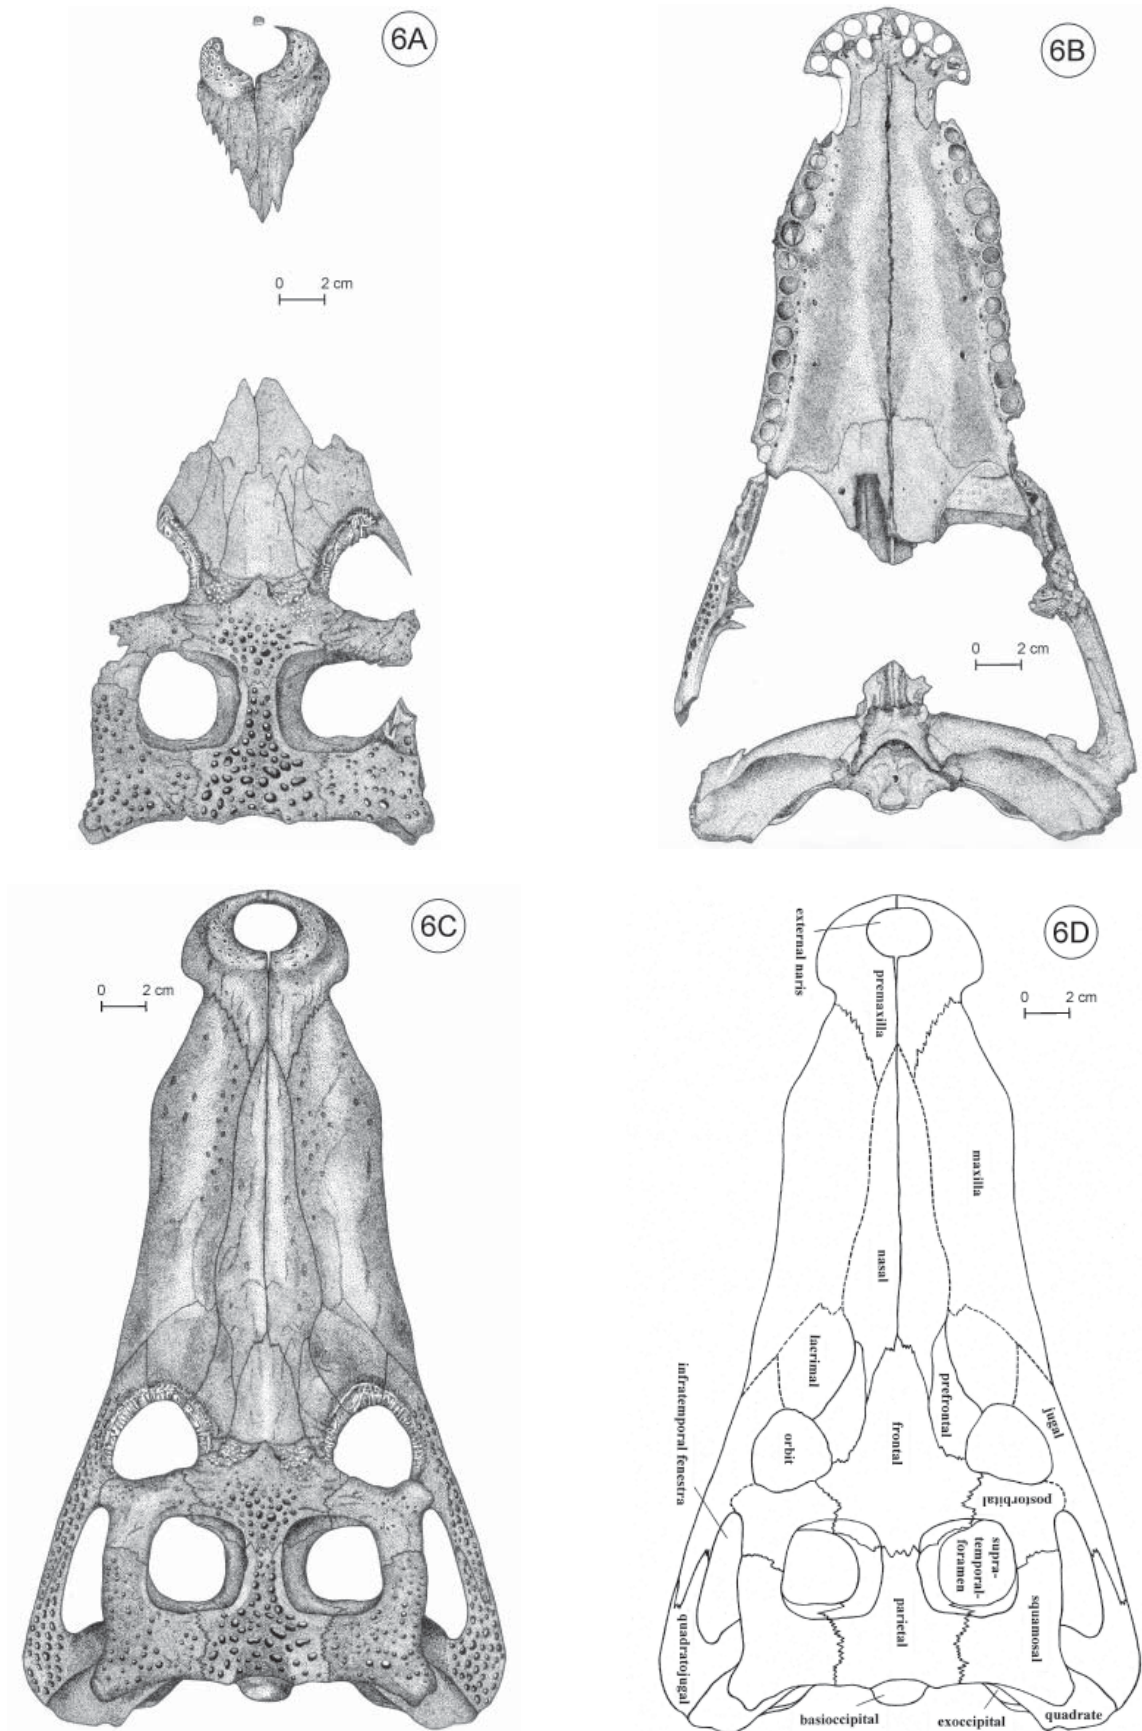 6A
0 2 cm
6B
0 2 cm
6C
0 2 cm
6D
0 2 cm
external naris
premaxilla
maxilla
nasal
lacrimal
prefrontal
jugal
infratemporal fenestra
orbit
frontal
postorbital
supra-
temporal-
foramen
parietal
squamosal
quadratojugal
basioccipital
exoccipital
quadrate